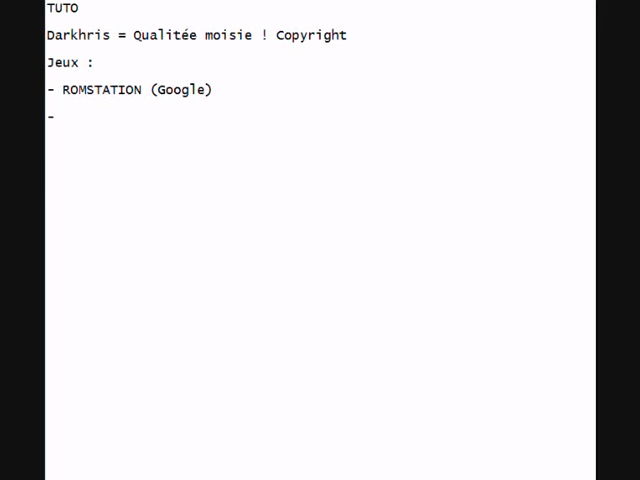 TUTO
Darkhris = Qualitée moisie ! Copyright
Jeux :
- ROMSTATION (Google)
-